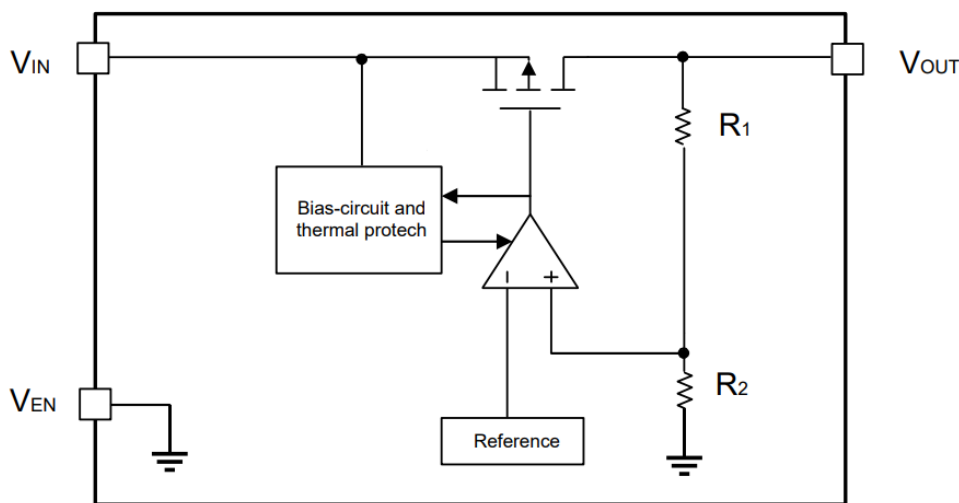 VIN
VOUT
R1
Bias-circuit and
thermal protech
– +
VEN
R2
Reference